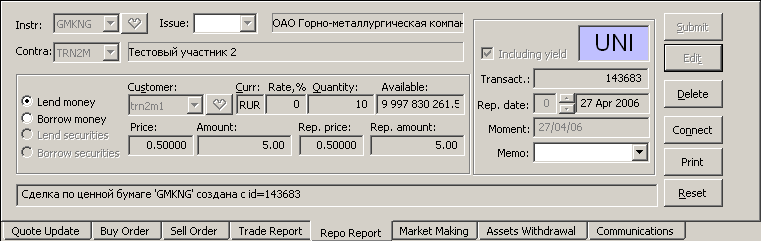 Instr: GMKNG Issue: ОАО Горно-металлургическая компан
Contra: TRN2M Тестовый участник 2
Including yield UNI
Transact.: 143683
Rep. date: 0 27 Apr 2006
Moment: 27/04/06
Memo:
Lend money
Borrow money
Lend securities
Borrow securities
Customer: Curr: Rate,% Quantity: Available:
trn2m1 RUR 0 10 9 997 830 261.5
Price: Amount: Rep. price: Rep. amount:
0.50000 5.00 0.50000 5.00
Submit
Edit
Delete
Connect
Print
Reset
Сделка по ценной бумаге 'GMKNG' создана с id=143683
Quote Update Buy Order Sell Order Trade Report Repo Report Market Making Assets Withdrawal Communications